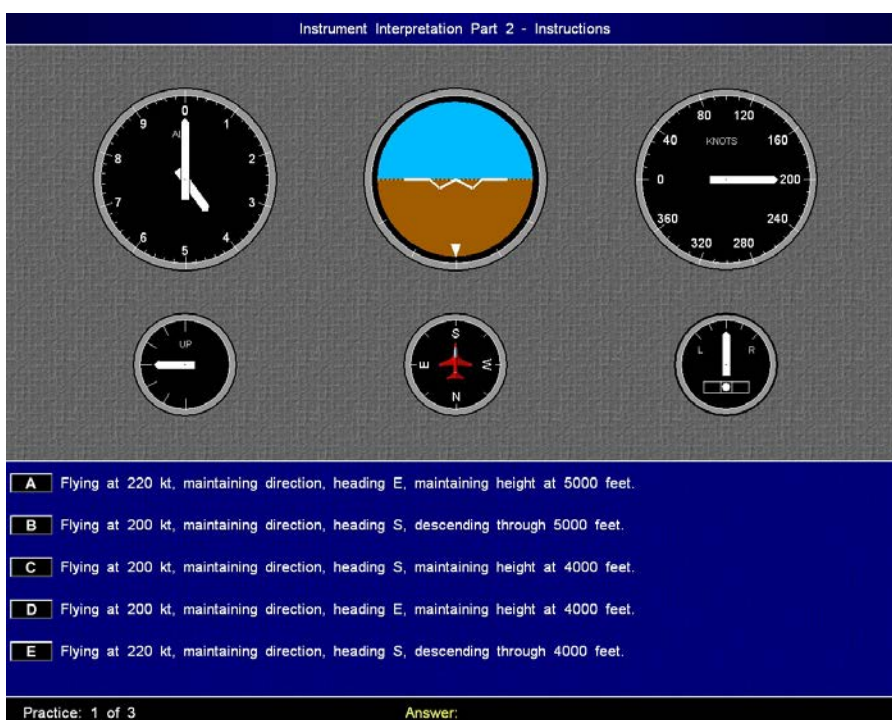 Instrument Interpretation Part 2 - Instructions
0
1
2
3
4
5
6
7
8
9
0
40
80
120
160
200
240
280
320
360
KNOTS
UP
S
W
N
E
L
R
A Flying at 220 kt, maintaining direction, heading E, maintaining height at 5000 feet.
B Flying at 200 kt, maintaining direction, heading S, descending through 5000 feet.
C Flying at 200 kt, maintaining direction, heading S, maintaining height at 4000 feet.
D Flying at 200 kt, maintaining direction, heading E, maintaining height at 4000 feet.
E Flying at 220 kt, maintaining direction, heading S, descending through 4000 feet.
Practice: 1 of 3
Answer: